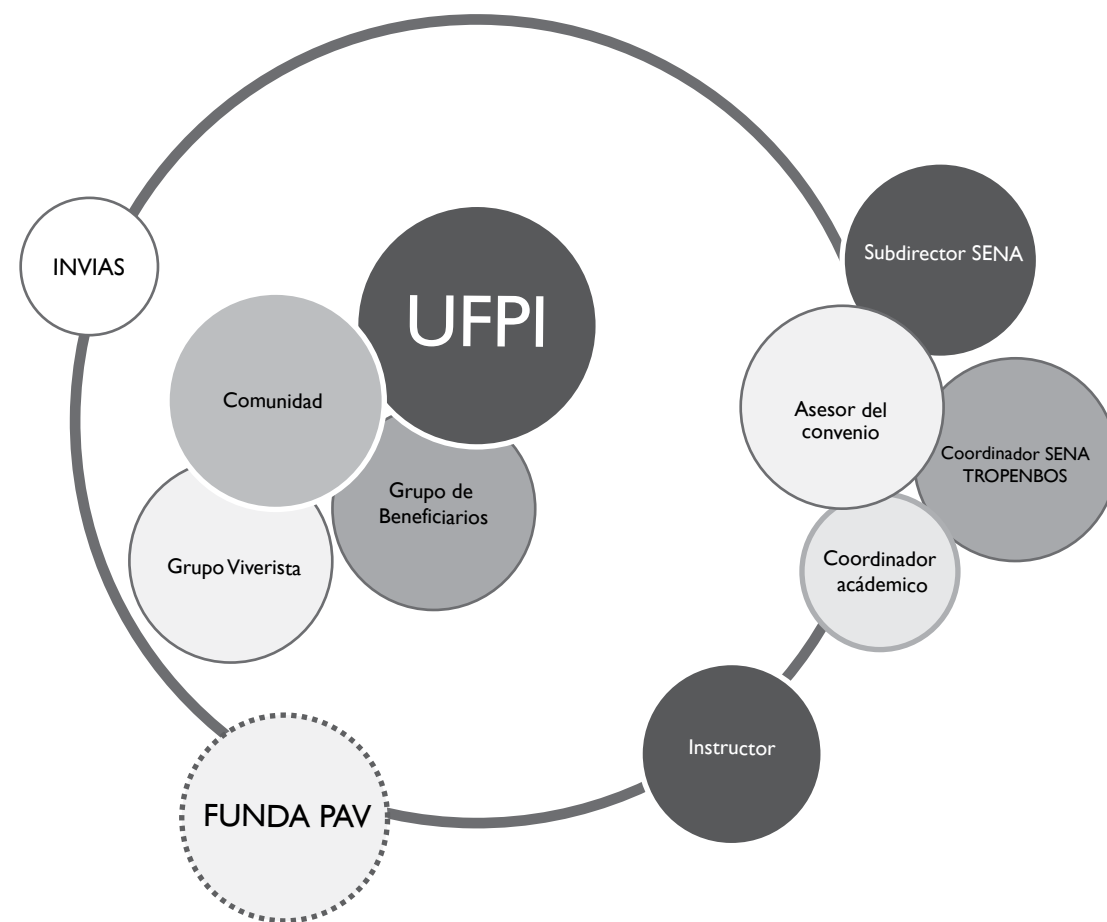 Subdirector SENA
INVIAS
UFPI
Comunidad
Asesor del
convenio
Coordinador SENA
TROPENBOS
Grupo de
Beneficiarios
Grupo Viverista
Coordinador
acádemico
Instructor
FUNDA PAV